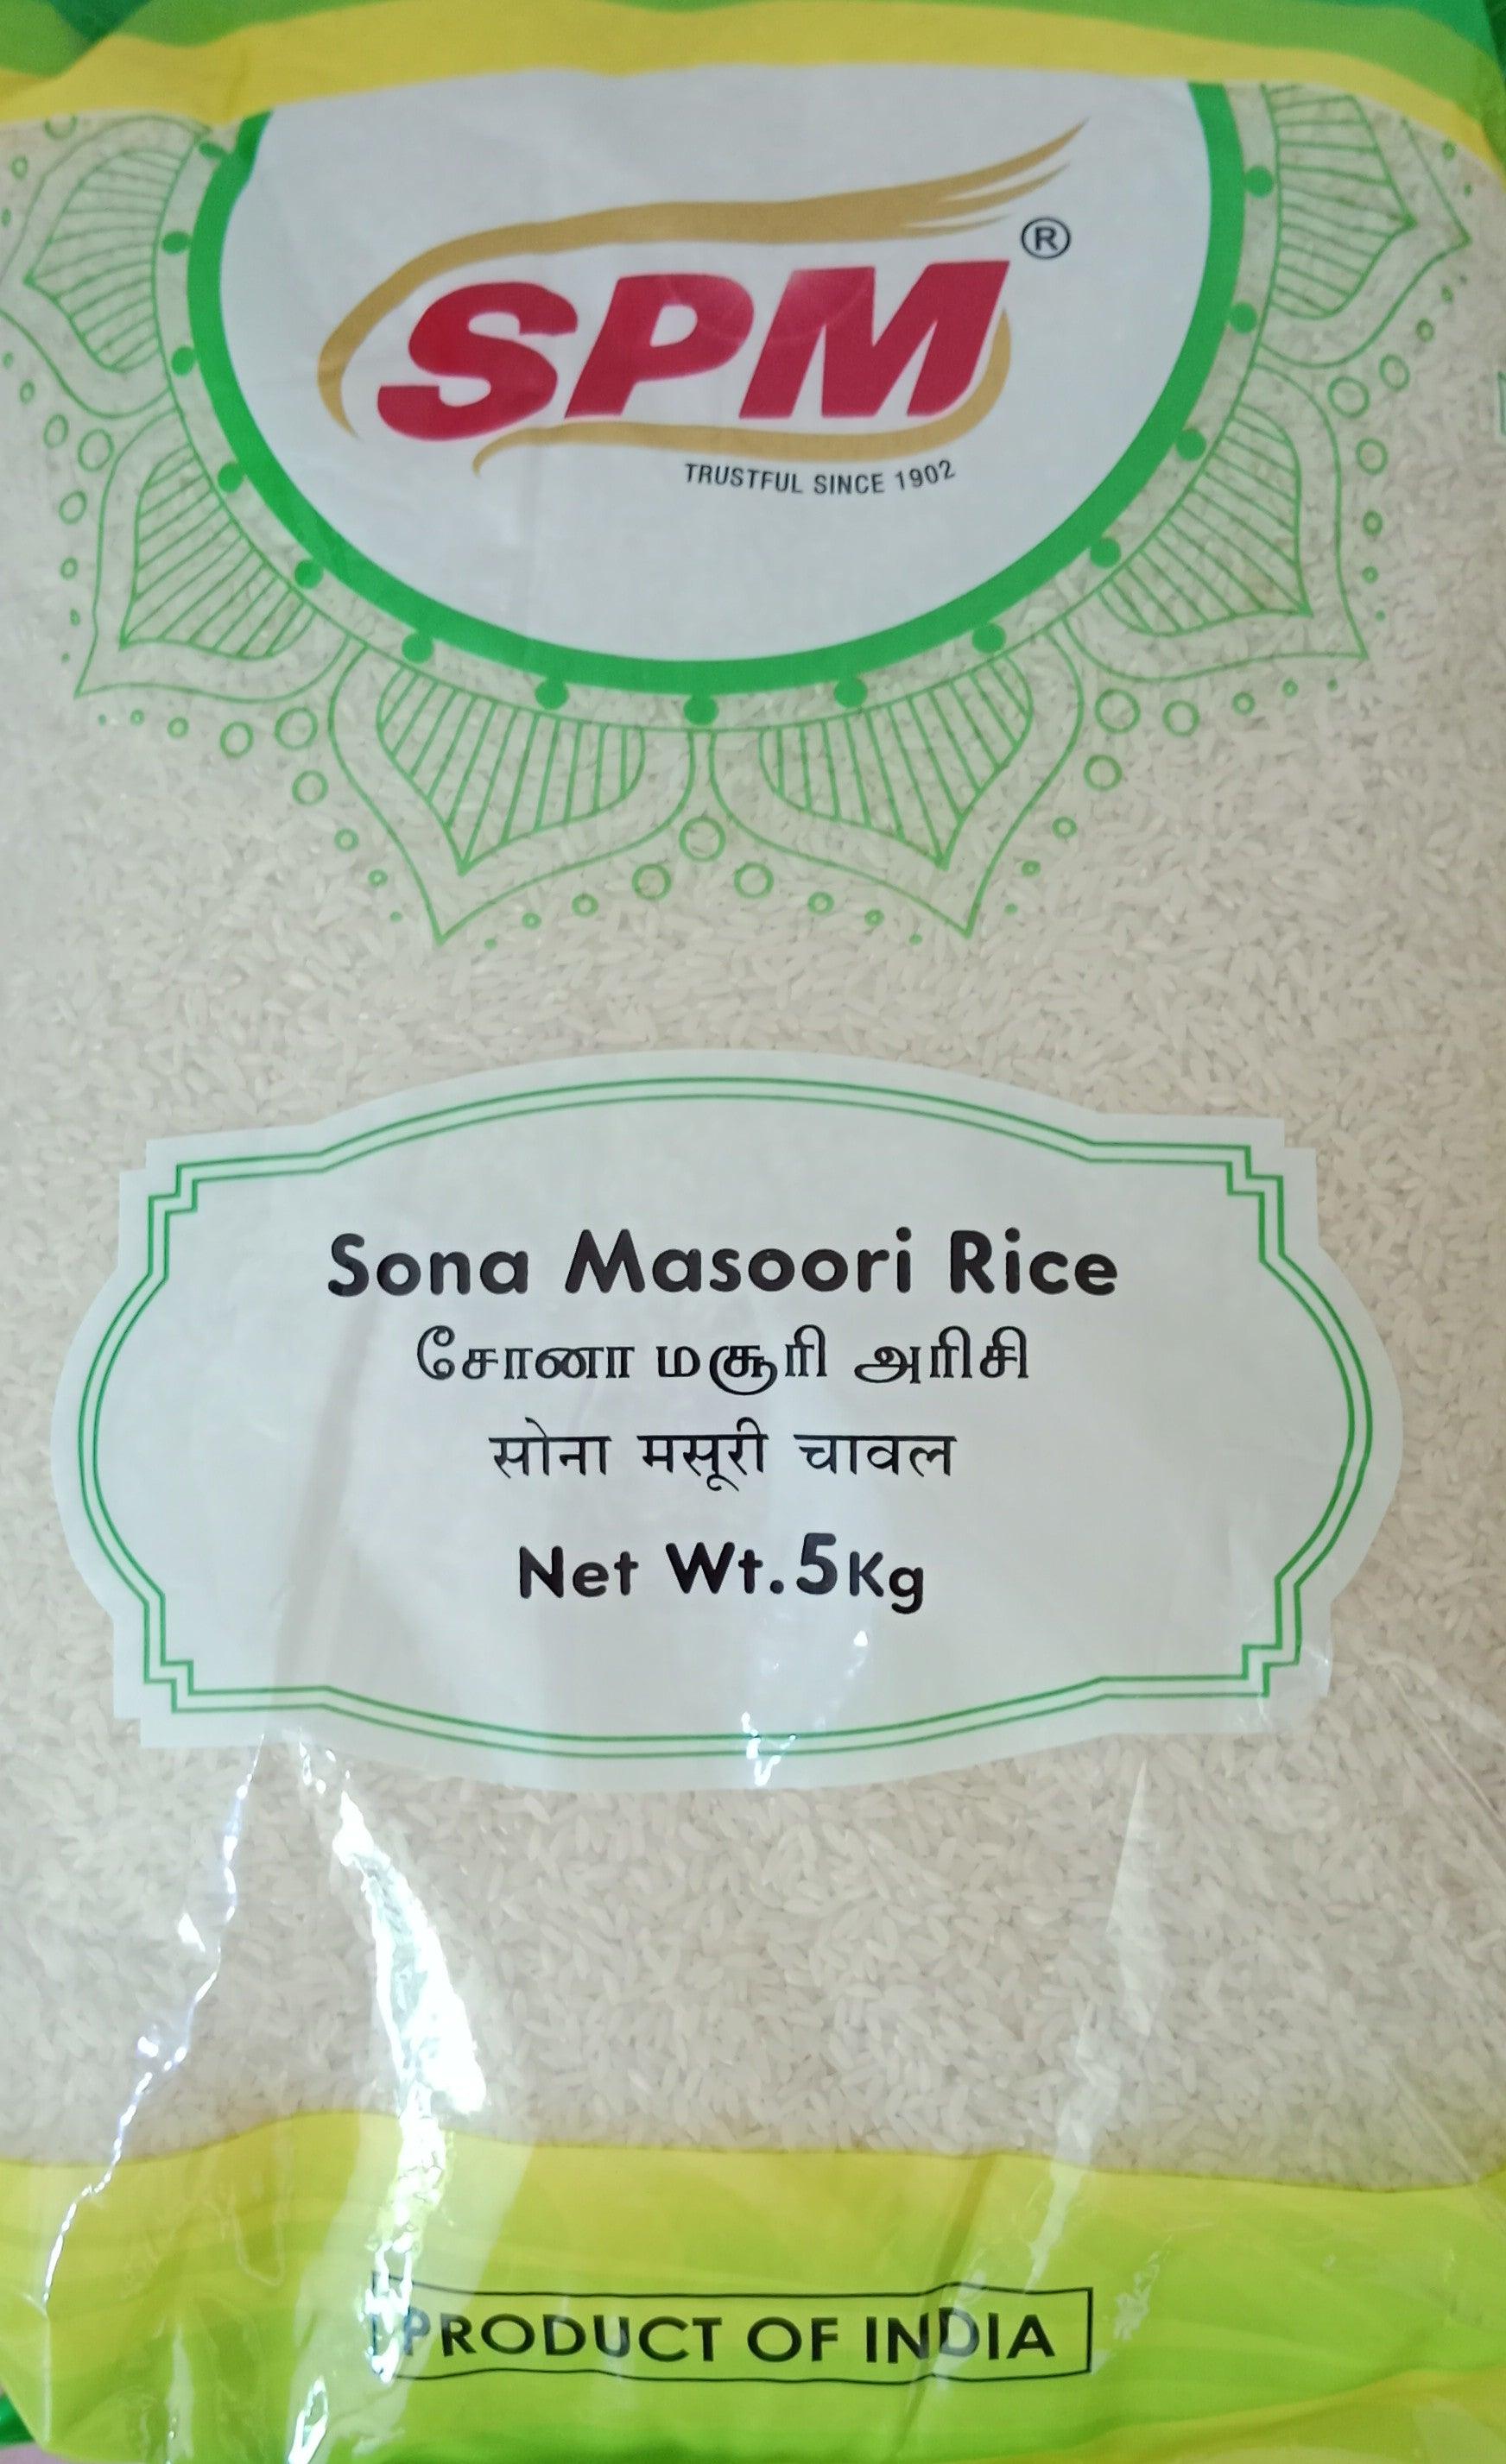 SPM®
TRUSTFUL SINCE 1902
Sona Masoori Rice
சோனா மசூரி அரிசி
सोना मसूरी चावल
Net Wt.5Kg
PRODUCT OF INDIA